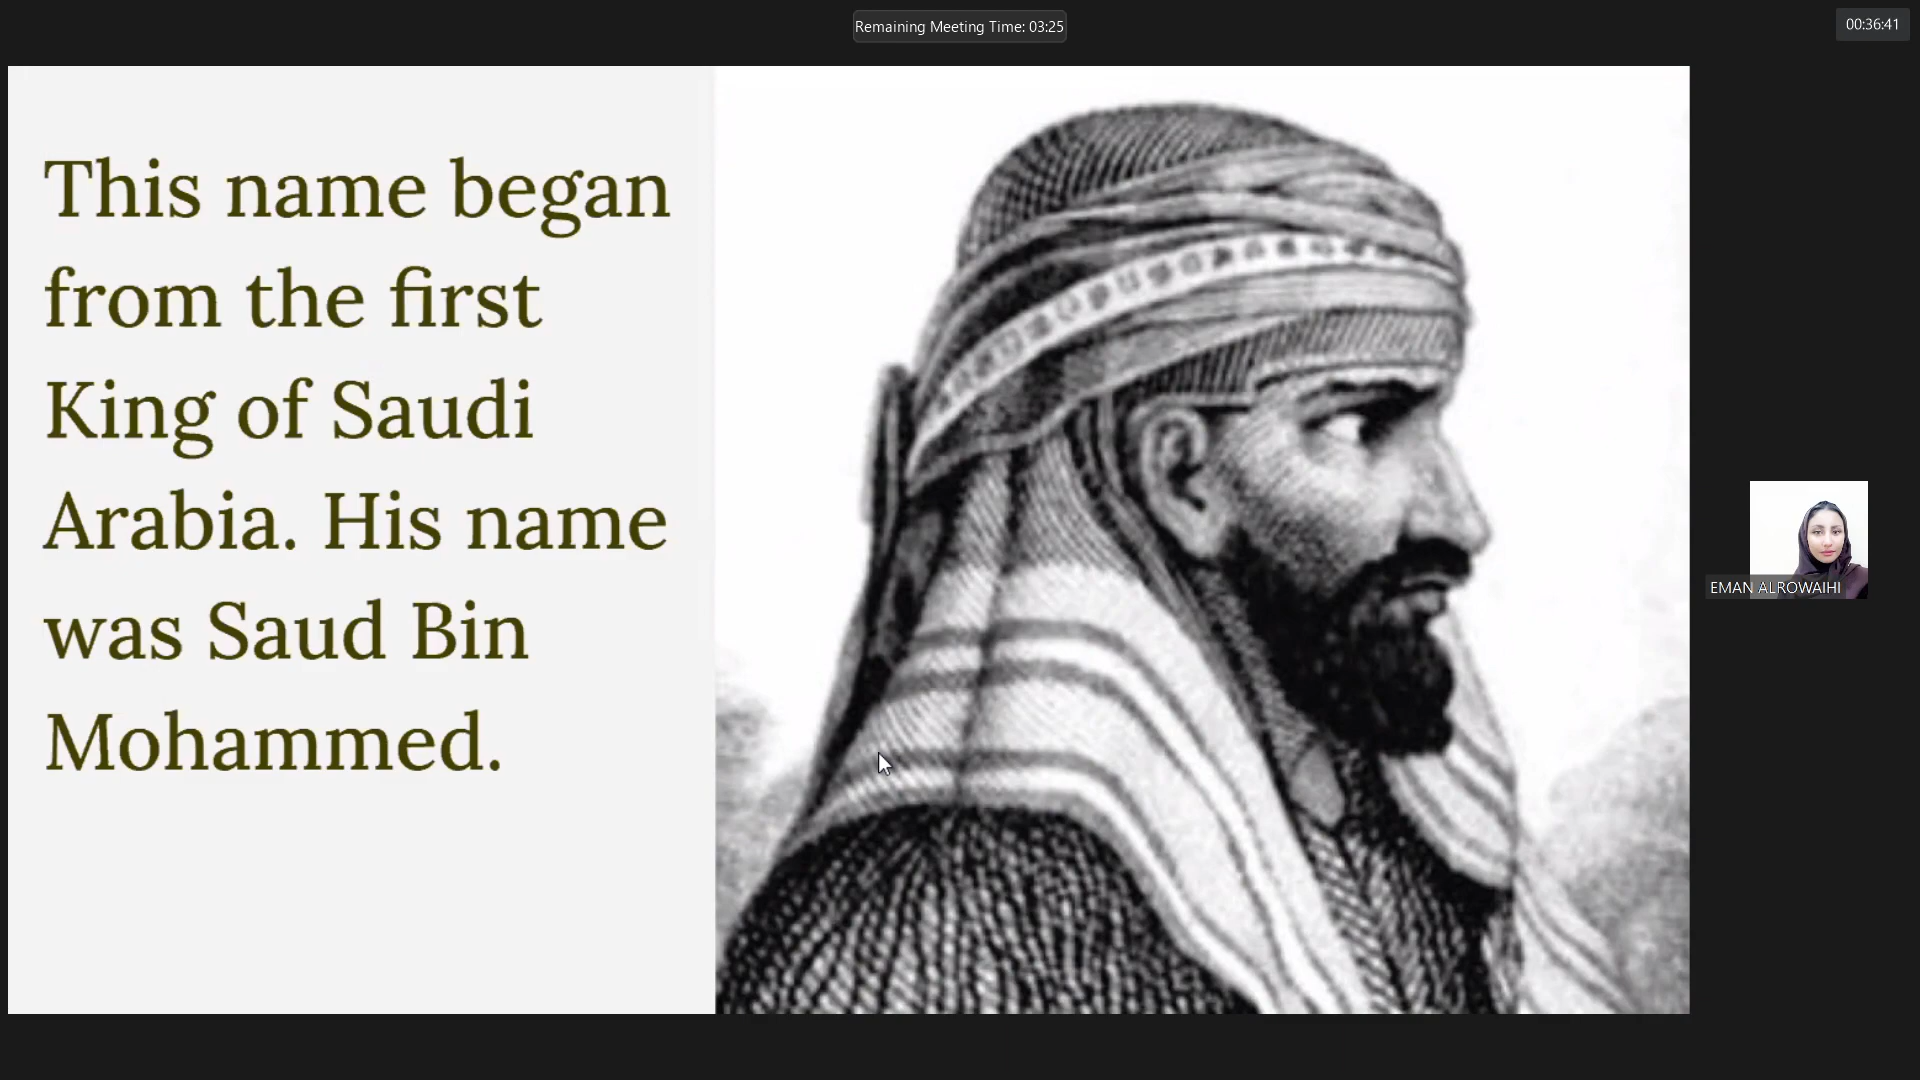 Remaining Meeting Time: 03:25
00:36:41
This name began
from the first
King of Saudi
Arabia. His name
was Saud Bin
Mohammed.
EMAN ALROWAIHI